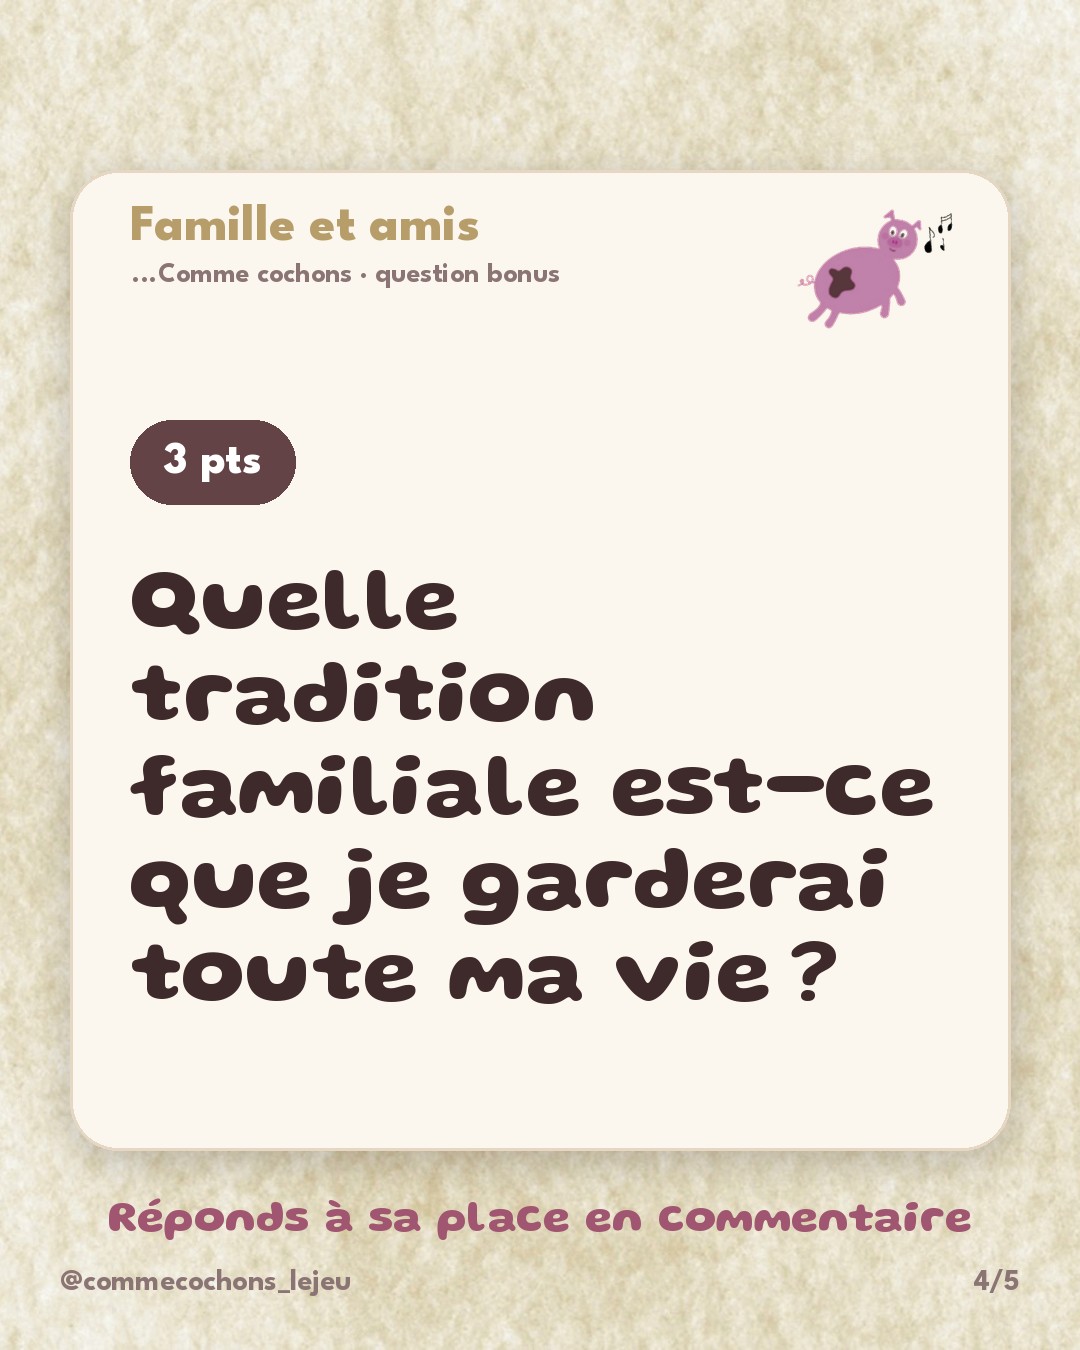 Famille et amis
...Comme cochons · question bonus
3 pts
Quelle
tradition
familiale est-ce
que je garderai
toute ma vie ?
Réponds à sa place en commentaire
@commecochons_lejeu
4/5